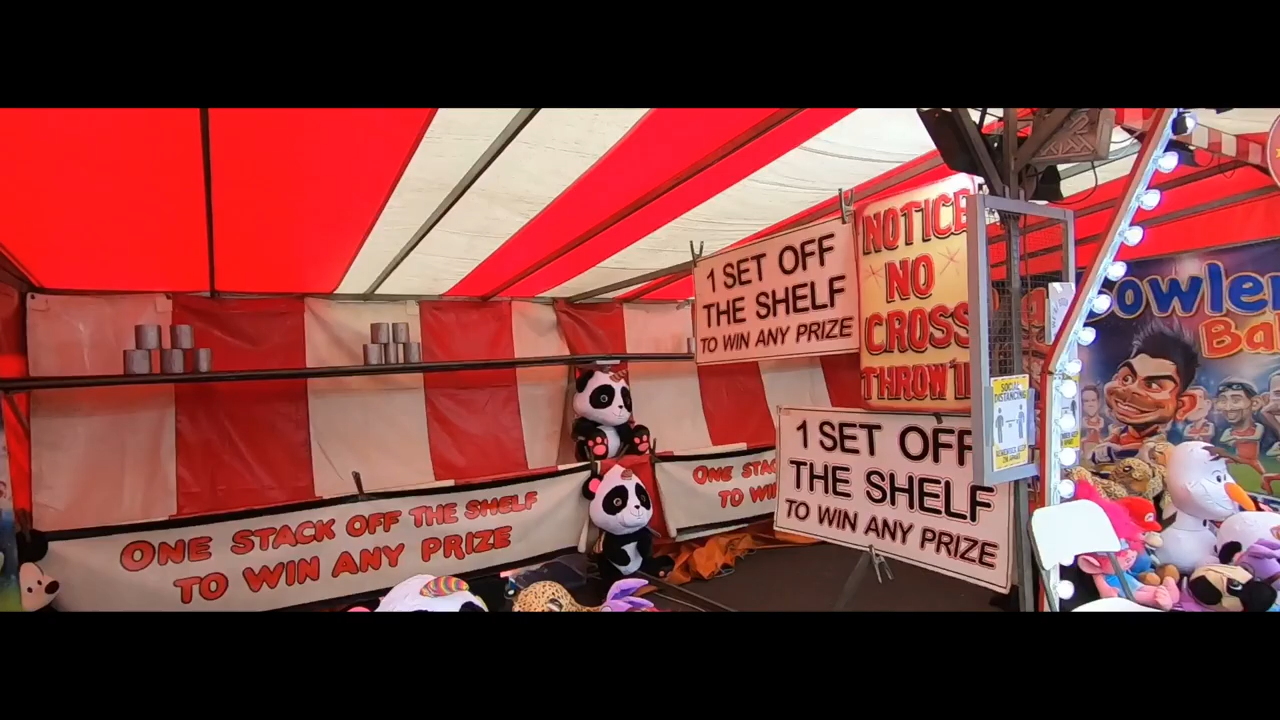 1 SET OFF
THE SHELF
TO WIN ANY PRIZE
NOTICE
NO
CROSS
THROW'I
1 SET OFF
THE SHELF
TO WIN ANY PRIZE
ONE STACK OFF THE SHELF
TO WIN ANY PRIZE
ONE STAC
TO WI
SOCIAL
DISTANCING
owle
Ba